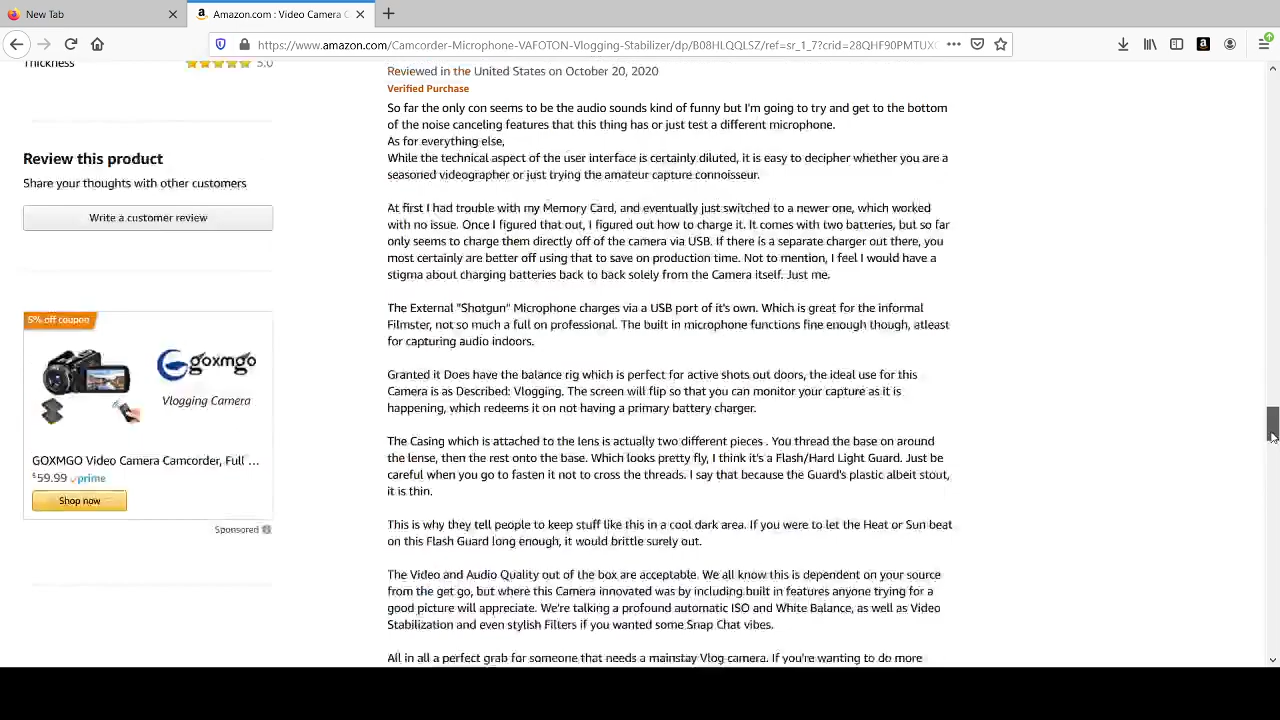 New Tab
Amazon.com : Video Camera C
https://www.amazon.com/Camcorder-Microphone-VAFOTON-Vlogging-Stabilizer/dp/B08HLQQLSZ/ref=sr_1_7?crid=28QHF90PMTUX
Thickness 5.0
Review this product
Share your thoughts with other customers
Write a customer review
5% off coupon
goxmgo
Vlogging Camera
GOXMGO Video Camera Camcorder, Full ...
$59.99 prime
Shop now
Sponsored
Reviewed in the United States on October 20, 2020
Verified Purchase
So far the only con seems to be the audio sounds kind of funny but I'm going to try and get to the bottom
of the noise canceling features that this thing has or just test a different microphone.
As for everything else,
While the technical aspect of the user interface is certainly diluted, it is easy to decipher whether you are a
seasoned videographer or just trying the amateur capture connoisseur.
At first I had trouble with my Memory Card, and eventually just switched to a newer one, which worked
with no issue. Once I figured that out, I figured out how to charge it. It comes with two batteries, but so far
only seems to charge them directly off of the camera via USB. If there is a separate charger out there, you
most certainly are better off using that to save on production time. Not to mention, I feel I would have a
stigma about charging batteries back to back solely from the Camera itself. Just me.
The External "Shotgun" Microphone charges via a USB port of it's own. Which is great for the informal
Filmster, not so much a full on professional. The built in microphone functions fine enough though, atleast
for capturing audio indoors.
Granted it Does have the balance rig which is perfect for active shots out doors, the ideal use for this
Camera is as Described: Vlogging. The screen will flip so that you can monitor your capture as it is
happening, which redeems it on not having a primary battery charger.
The Casing which is attached to the lens is actually two different pieces . You thread the base on around
the lense, then the rest onto the base. Which looks pretty fly, I think it's a Flash/Hard Light Guard. Just be
careful when you go to fasten it not to cross the threads. I say that because the Guard's plastic albeit stout,
it is thin.
This is why they tell people to keep stuff like this in a cool dark area. If you were to let the Heat or Sun beat
on this Flash Guard long enough, it would brittle surely out.
The Video and Audio Quality out of the box are acceptable. We all know this is dependent on your source
from the get go, but where this Camera innovated was by including built in features anyone trying for a
good picture will appreciate. We're talking a profound automatic ISO and White Balance, as well as Video
Stabilization and even stylish Filters if you wanted some Snap Chat vibes.
All in all a perfect grab for someone that needs a mainstay Vlog camera. If you're wanting to do more